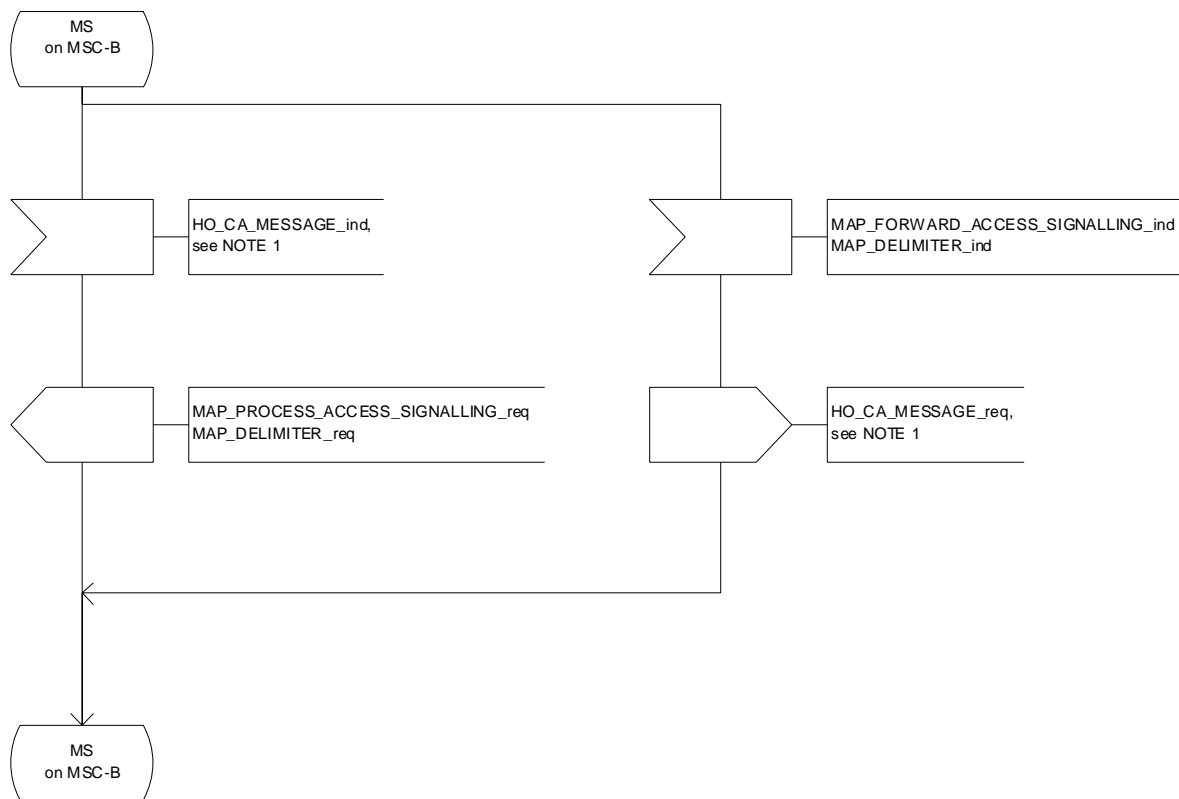 MS
on MSC-B
HO_CA_MESSAGE_ind,
see NOTE 1
MAP_FORWARD_ACCESS_SIGNALLING_ind
MAP_DELIMITER_ind
MAP_PROCESS_ACCESS_SIGNALLING_req
MAP_DELIMITER_req
HO_CA_MESSAGE_req,
see NOTE 1
MS
on MSC-B